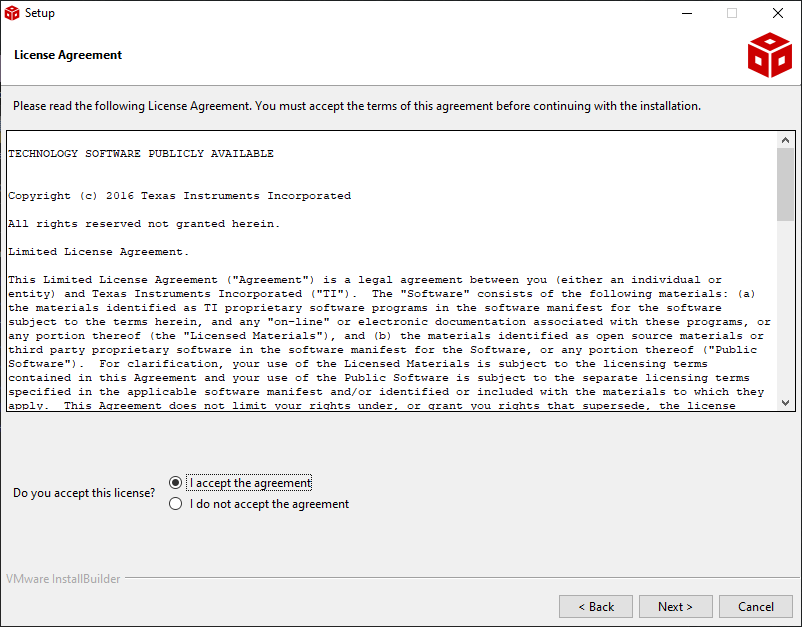 Setup
License Agreement
Please read the following License Agreement. You must accept the terms of this agreement before continuing with the installation.
TECHNOLOGY SOFTWARE PUBLICLY AVAILABLE
Copyright (c) 2016 Texas Instruments Incorporated
All rights reserved not granted herein.
Limited License Agreement.
This Limited License Agreement ("Agreement") is a legal agreement between you (either an individual or
entity) and Texas Instruments Incorporated ("TI").  The "Software" consists of the following materials: (a)
the materials identified as TI proprietary software programs in the software manifest for the software
subject to the terms herein, and any "on-line" or electronic documentation associated with these programs, or
any portion thereof (the "Licensed Materials"), and (b) the materials identified as open source materials or
third party proprietary software in the software manifest for the Software, or any portion thereof ("Public
Software").  For clarification, your use of the Licensed Materials is subject to the licensing terms
contained in this Agreement and your use of the Public Software is subject to the separate licensing terms
specified in the applicable software manifest and/or identified or included with the materials to which they
apply.  This Agreement does not limit your rights under, or grant you rights that supersede, the license
Do you accept this license?
I accept the agreement
I do not accept the agreement
VMware InstallBuilder
< Back
Next >
Cancel